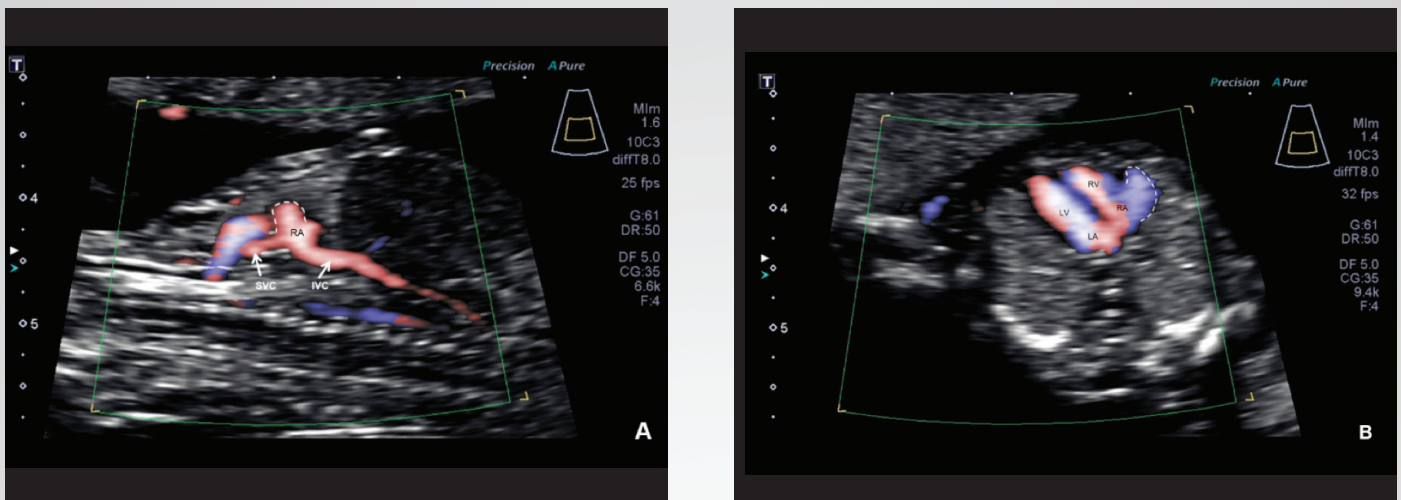 T
Precision A Pure
MIm
1.6
10C3
diffT8.0
25 fps
G:61
DR:50
DF 5.0
CG:35
6.6k
F:4
4
5
RA
SVC
IVC
A
T
Precision A Pure
MIm
1.4
10C3
diffT8.0
32 fps
G:61
DR:50
DF 5.0
CG:35
9.4k
F:4
4
5
RV
LV
RA
LA
B